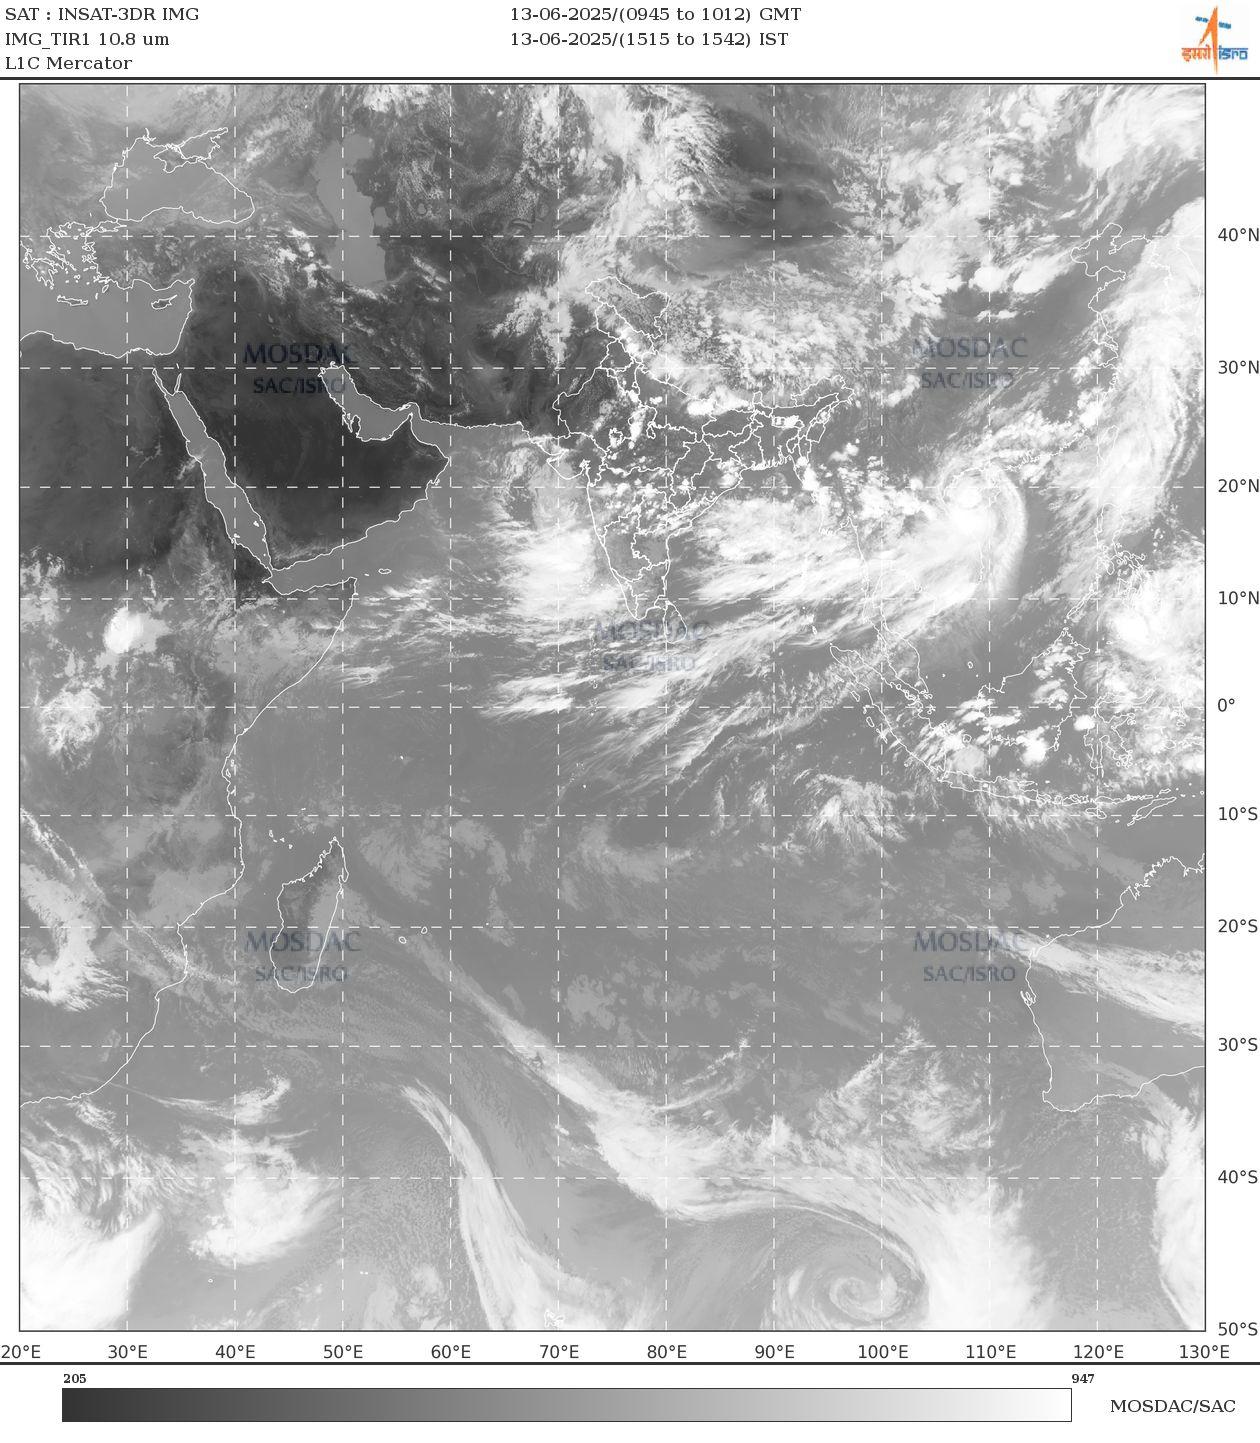 SAT : INSAT-3DR IMG
13-06-2025/(0945 to 1012) GMT
IMG_TIR1 10.8 um
13-06-2025/(1515 to 1542) IST
L1C Mercator
इसरो isro
40°N
MOSDAC
SAC/ISRO
MOSDAC
SAC/ISRO
30°N
20°N
10°N
MOSDAC
SAC/ISRO
0°
10°S
20°S
MOSDAC
SAC/ISRO
MOSDAC
SAC/ISRO
30°S
40°S
50°S
20°E 30°E 40°E 50°E 60°E 70°E 80°E 90°E 100°E 110°E 120°E 130°E
205
947
MOSDAC/SAC